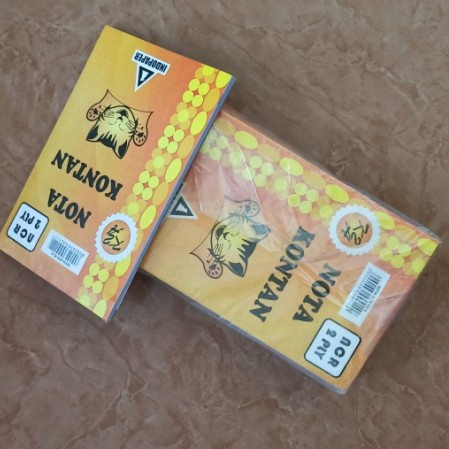 INDOPAPER
NOTA
KONTAN
NCR
2 PLY
NOTA
KONTAN
NCR
2 PLY